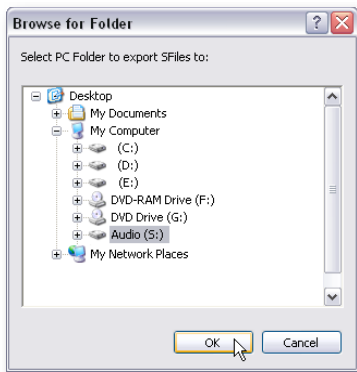 Browse for Folder
Select PC Folder to export SFiles to:
Desktop
My Documents
My Computer
(C:)
(D:)
(E:)
DVD-RAM Drive (F:)
DVD Drive (G:)
Audio (S:)
My Network Places
OK Cancel